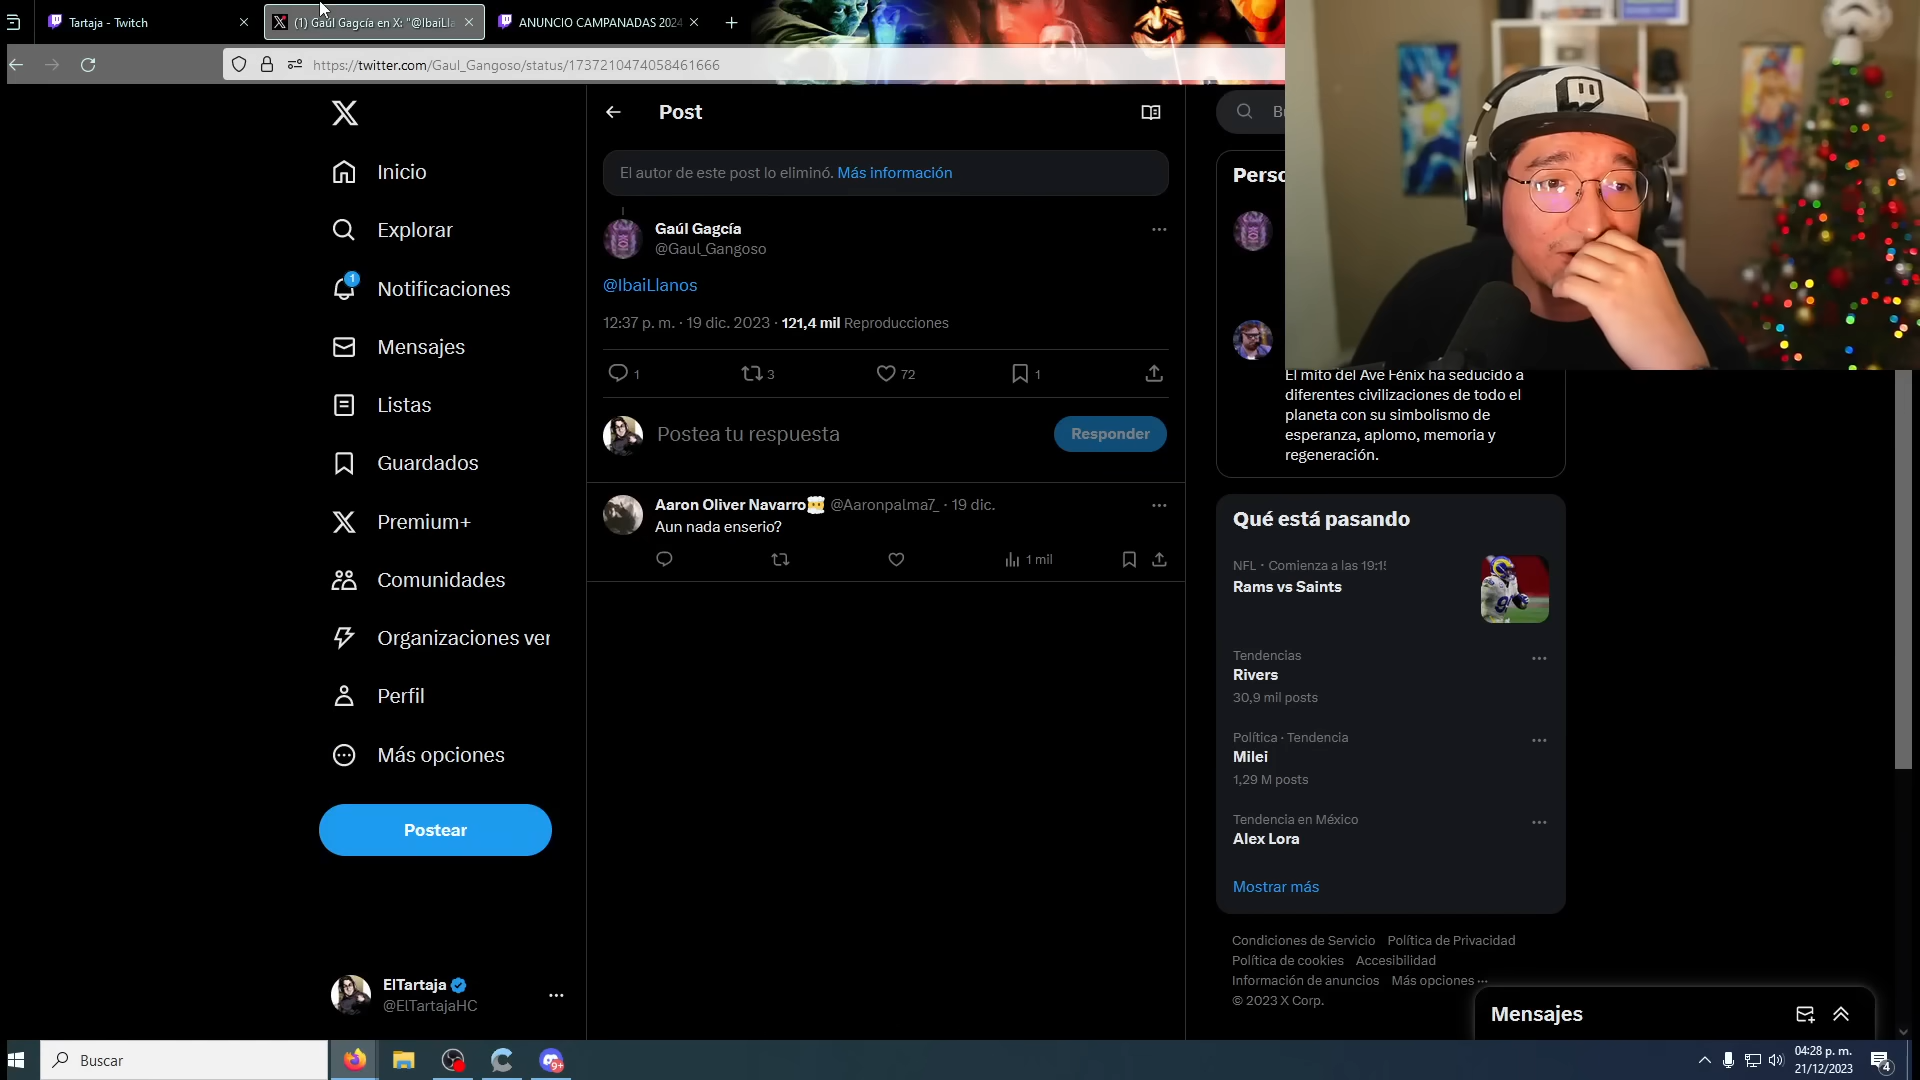 Tartaja - Twitch
(1) Gaúl Gagcía en X: "@IbaiLla
ANUNCIO CAMPANADAS 2024
https://twitter.com/Gaul_Gangoso/status/1737210474058461666
Post
El autor de este post lo eliminó. Más información
Gaúl Gagcía
@Gaul_Gangoso
@IbaiLlanos
12:37 p. m. · 19 dic. 2023 · 121,4 mil Reproducciones
1
3
72
1
Postea tu respuesta
Responder
Aaron Oliver Navarro @Aaronpalma7_ · 19 dic.
Aun nada enserio?
1 mil
Inicio
Explorar
1
Notificaciones
Mensajes
Listas
Guardados
Premium+
Comunidades
Organizaciones ver
Perfil
Más opciones
Postear
ElTartaja
@ElTartajaHC
Perso
El mito del Ave Fénix ha seducido a
diferentes civilizaciones de todo el
planeta con su simbolismo de
esperanza, aplomo, memoria y
regeneración.
Qué está pasando
NFL · Comienza a las 19:15
Rams vs Saints
Tendencias
Rivers
30,9 mil posts
Política · Tendencia
Milei
1,29 M posts
Tendencia en México
Alex Lora
Mostrar más
Condiciones de Servicio Política de Privacidad
Política de cookies Accesibilidad
Información de anuncios Más opciones ···
© 2023 X Corp.
Mensajes
Buscar
9+
04:28 p. m.
21/12/2023
4